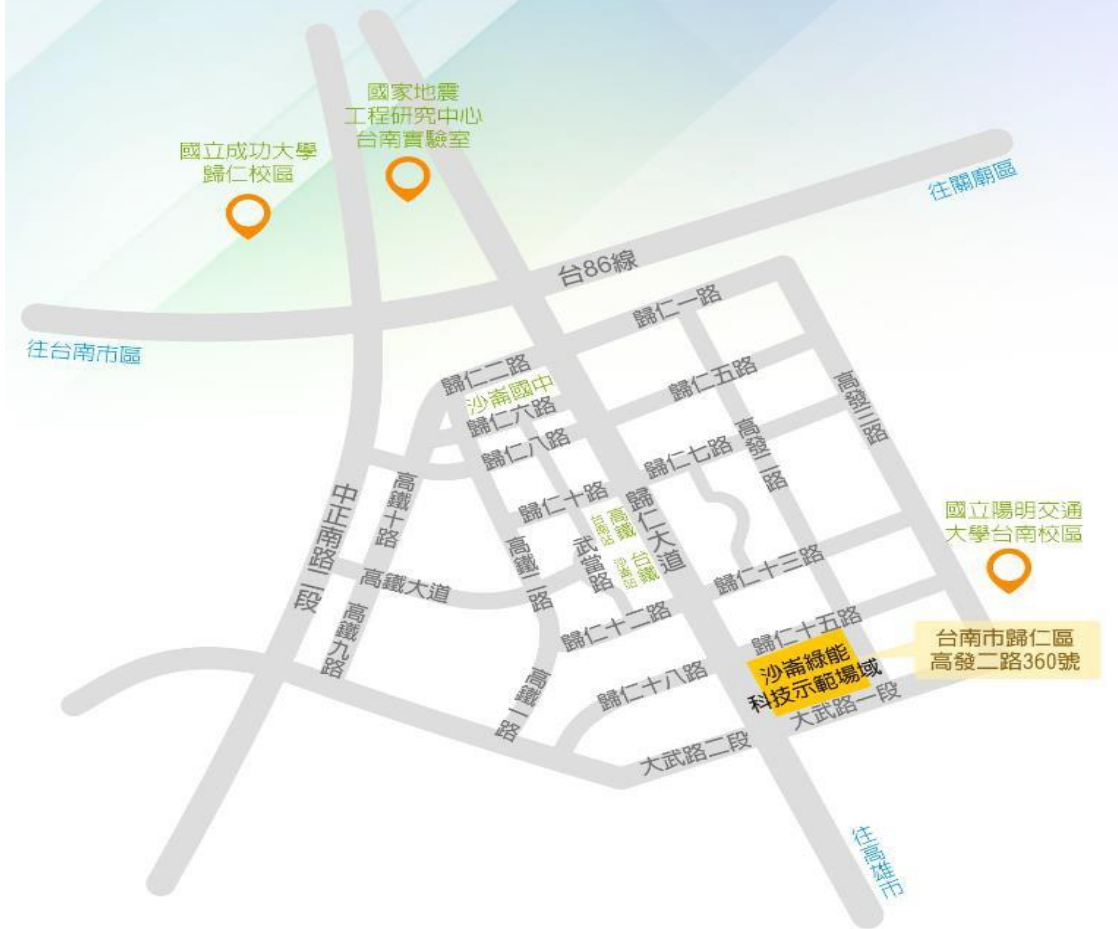 國家地震
工程研究中心
台南實驗室
國立成功大學
歸仁校區
往關廟區
台86線
往台南市區
歸仁一路
歸仁二路
沙崙國中
歸仁五路
歸仁六路
高發三路
歸仁八路
高發二路
歸仁七路
高鐵十路
中正南路二段
歸仁十路
歸仁大道
高鐵
台南站
台鐵
沙崙站
武當路
高鐵二路
國立陽明交通
大學台南校區
高鐵大道
歸仁十三路
高鐵九路
歸仁十二路
歸仁十五路
台南市歸仁區
高發二路360號
沙崙綠能
科技示範場域
高鐵一路
歸仁十八路
大武路一段
大武路二段
往高雄市